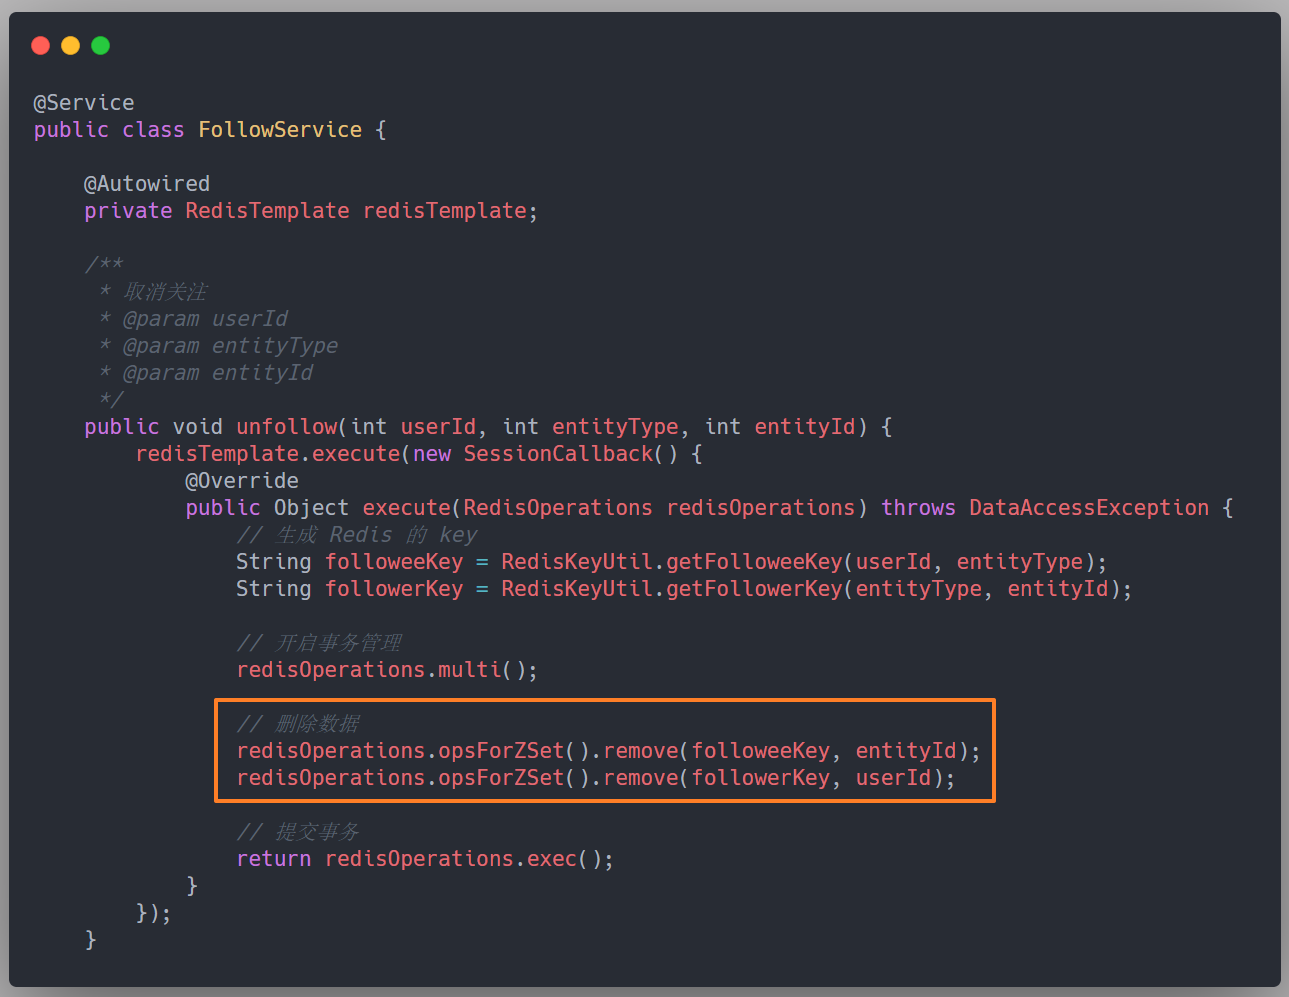 @Service
public class FollowService {
@Autowired
private RedisTemplate redisTemplate;
/**
* 取消关注
* @param userId
* @param entityType
* @param entityId
*/
public void unfollow(int userId, int entityType, int entityId) {
redisTemplate.execute(new SessionCallback() {
@Override
public Object execute(RedisOperations redisOperations) throws DataAccessException {
// 生成 Redis 的 key
String followeeKey = RedisKeyUtil.getFolloweeKey(userId, entityType);
String followerKey = RedisKeyUtil.getFollowerKey(entityType, entityId);
// 开启事务管理
redisOperations.multi();
// 删除数据
redisOperations.opsForZSet().remove(followeeKey, entityId);
redisOperations.opsForZSet().remove(followerKey, userId);
// 提交事务
return redisOperations.exec();
}
});
}